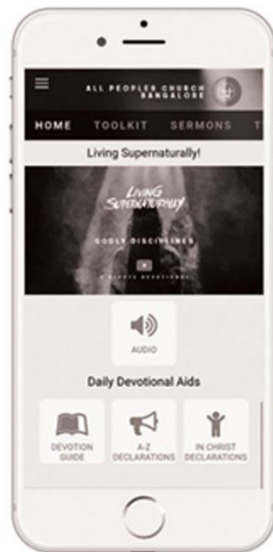 ALL PEOPLES CHURCH
BANGALORE
HOME TOOLKIT SERMONS
Living Supernaturally!
LIVING
SUPERNATURALLY
GODLY DISCIPLINES
AUDIO
Daily Devotional Aids
DEVOTION
GUIDE
A-Z
DECLARATIONS
IN CHRIST
DECLARATIONS